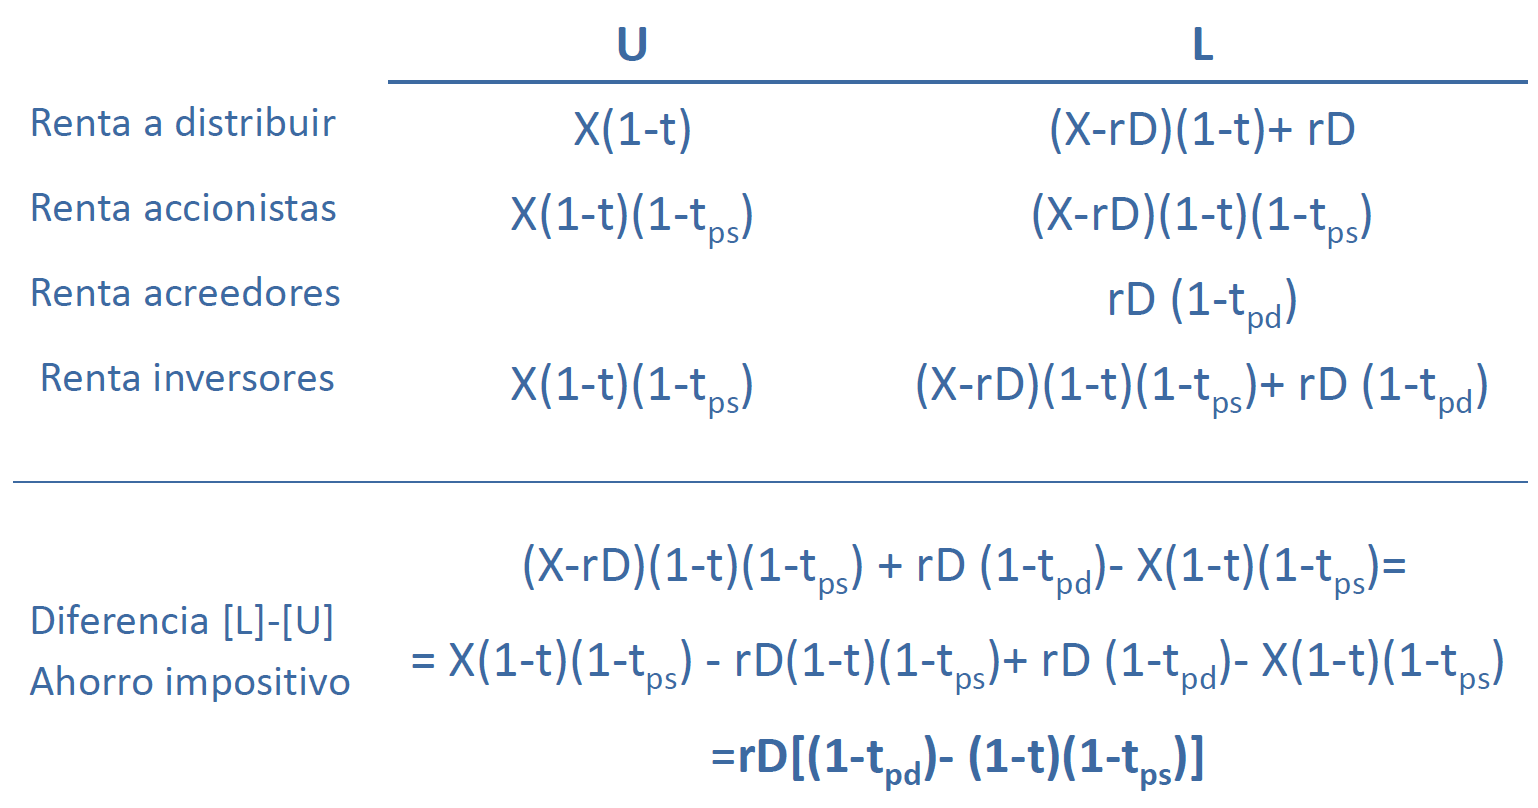 U L
Renta a distribuir X(1-t) (X-rD)(1-t)+ rD
Renta accionistas X(1-t)(1-tps) (X-rD)(1-t)(1-tps)
Renta acreedores rD (1-tpd)
Renta inversores X(1-t)(1-tps) (X-rD)(1-t)(1-tps)+ rD (1-tpd)
Diferencia [L]-[U]
Ahorro impositivo
(X-rD)(1-t)(1-tps) + rD (1-tpd)- X(1-t)(1-tps)=
= X(1-t)(1-tps) - rD(1-t)(1-tps)+ rD (1-tpd)- X(1-t)(1-tps)
=rD[(1-tpd)- (1-t)(1-tps)]